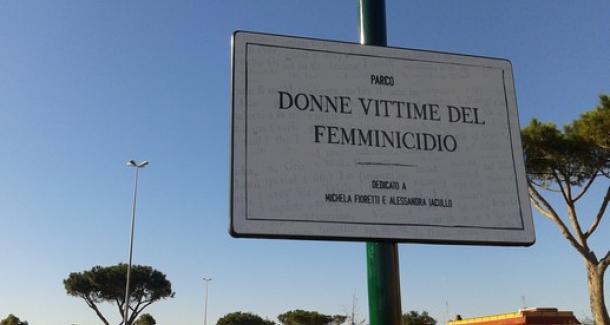 PARCO
DONNE VITTIME DEL
FEMMINICIDIO
DEDICATO A
MICHELA FIORETTI E ALESSANDRA IACULLO